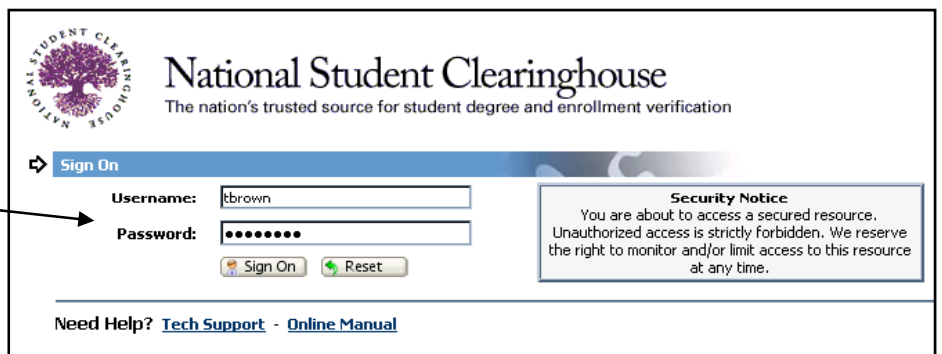 NATIONAL STUDENT CLEARINGHOUSE
National Student Clearinghouse
The nation's trusted source for student degree and enrollment verification
Sign On
Username: tbrown
Password: ••••••••
Sign On Reset
Security Notice
You are about to access a secured resource.
Unauthorized access is strictly forbidden. We reserve
the right to monitor and/or limit access to this resource
at any time.
Need Help? Tech Support - Online Manual